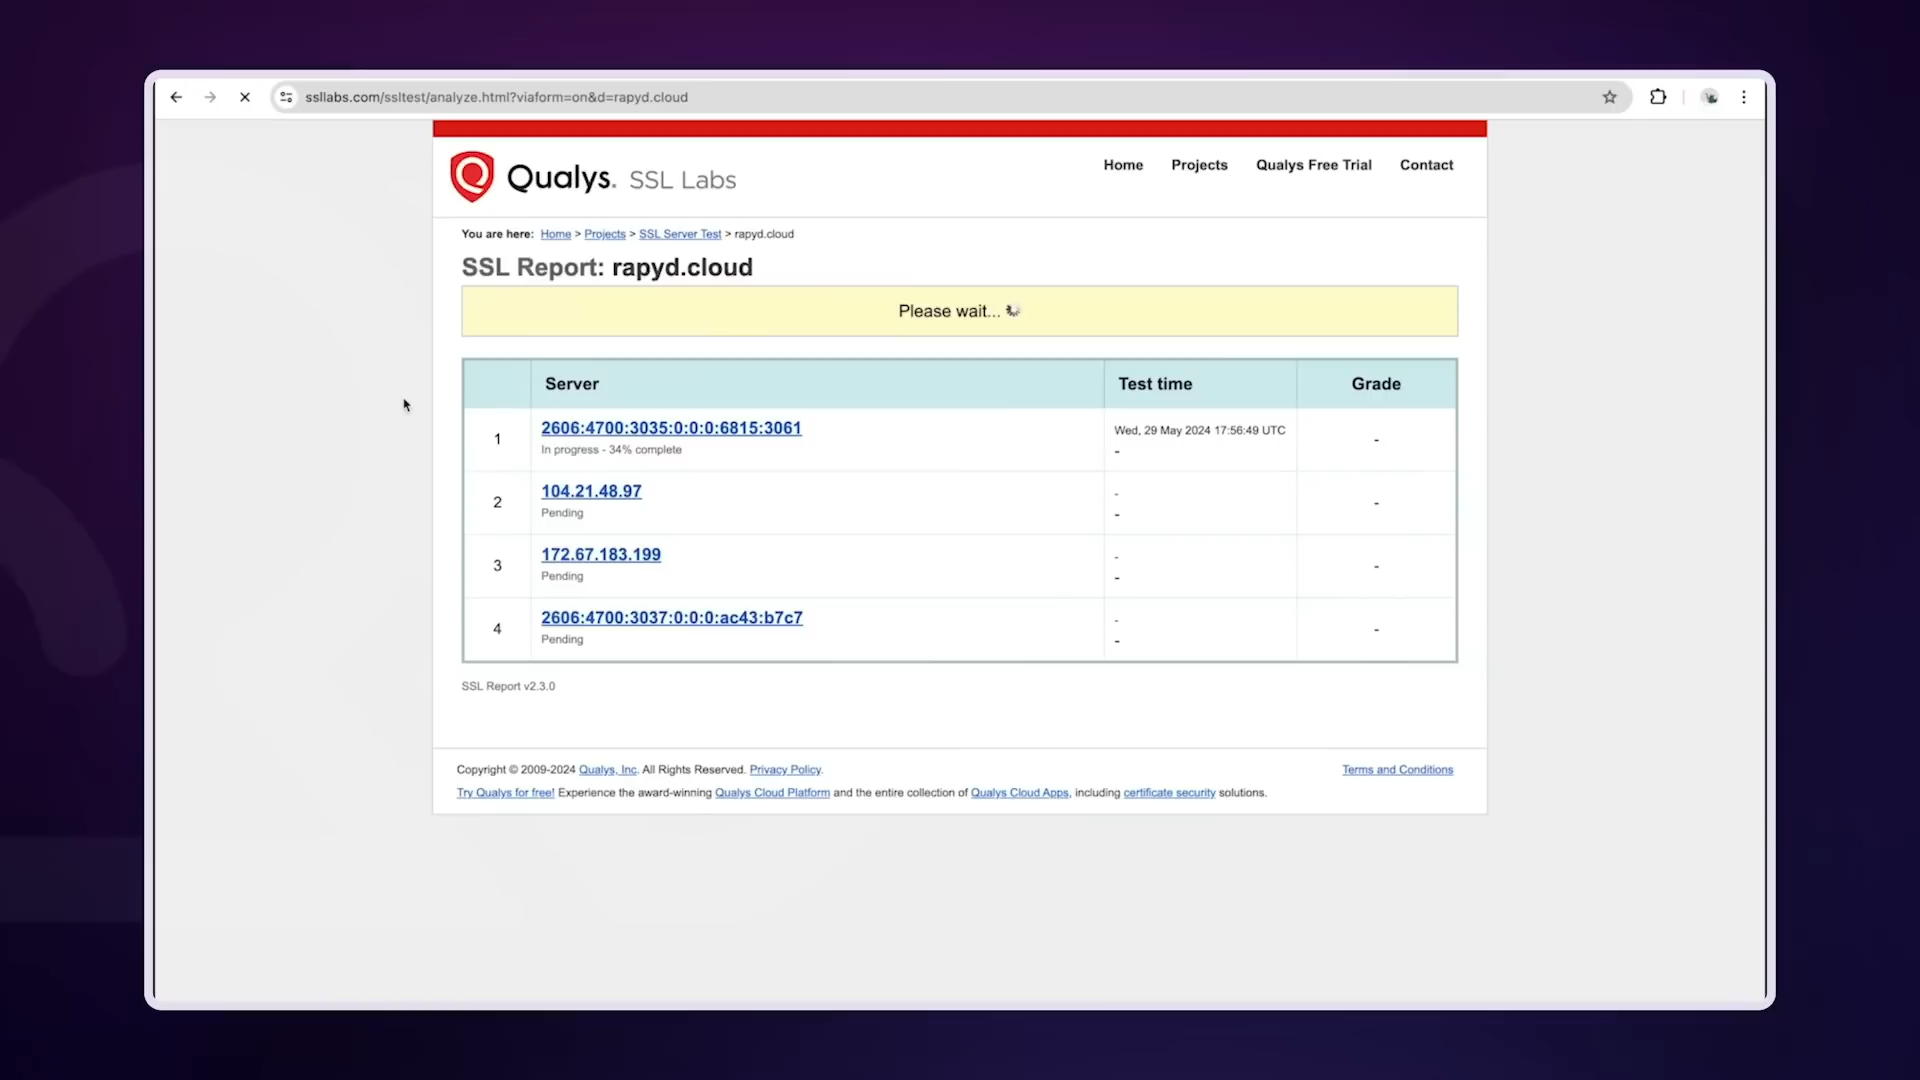 ssllabs.com/ssltest/analyze.html?viaform=on&d=rapyd.cloud
Qualys. SSL Labs
Home Projects Qualys Free Trial Contact
You are here: Home > Projects > SSL Server Test > rapyd.cloud
SSL Report: rapyd.cloud
Please wait...
Server Test time Grade
1 2606:4700:3035:0:0:0:6815:3061 Wed, 29 May 2024 17:56:49 UTC -
In progress - 34% complete -
2 104.21.48.97 - -
Pending -
3 172.67.183.199 - -
Pending -
4 2606:4700:3037:0:0:0:ac43:b7c7 - -
Pending -
SSL Report v2.3.0
Copyright © 2009-2024 Qualys, Inc. All Rights Reserved. Privacy Policy. Terms and Conditions
Try Qualys for free! Experience the award-winning Qualys Cloud Platform and the entire collection of Qualys Cloud Apps, including certificate security solutions.